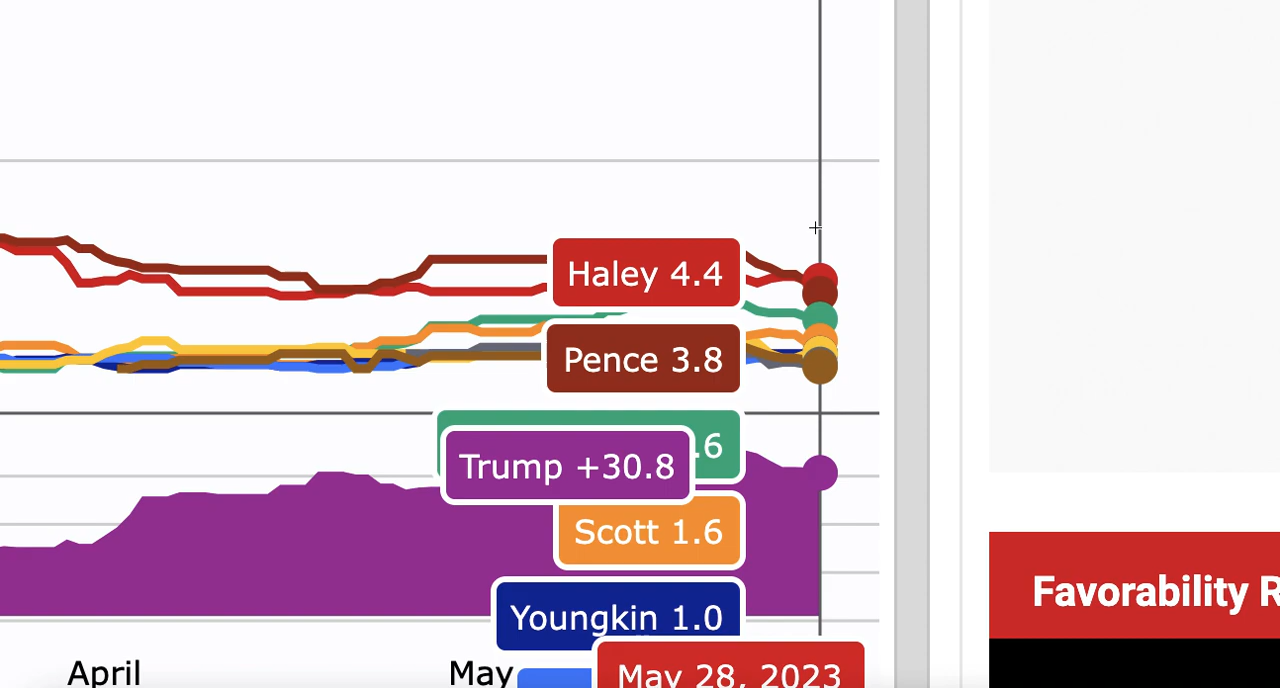 Haley 4.4
Pence 3.8
.6
Trump +30.8
Scott 1.6
Youngkin 1.0
April
May
May 28, 2023
Favorability R